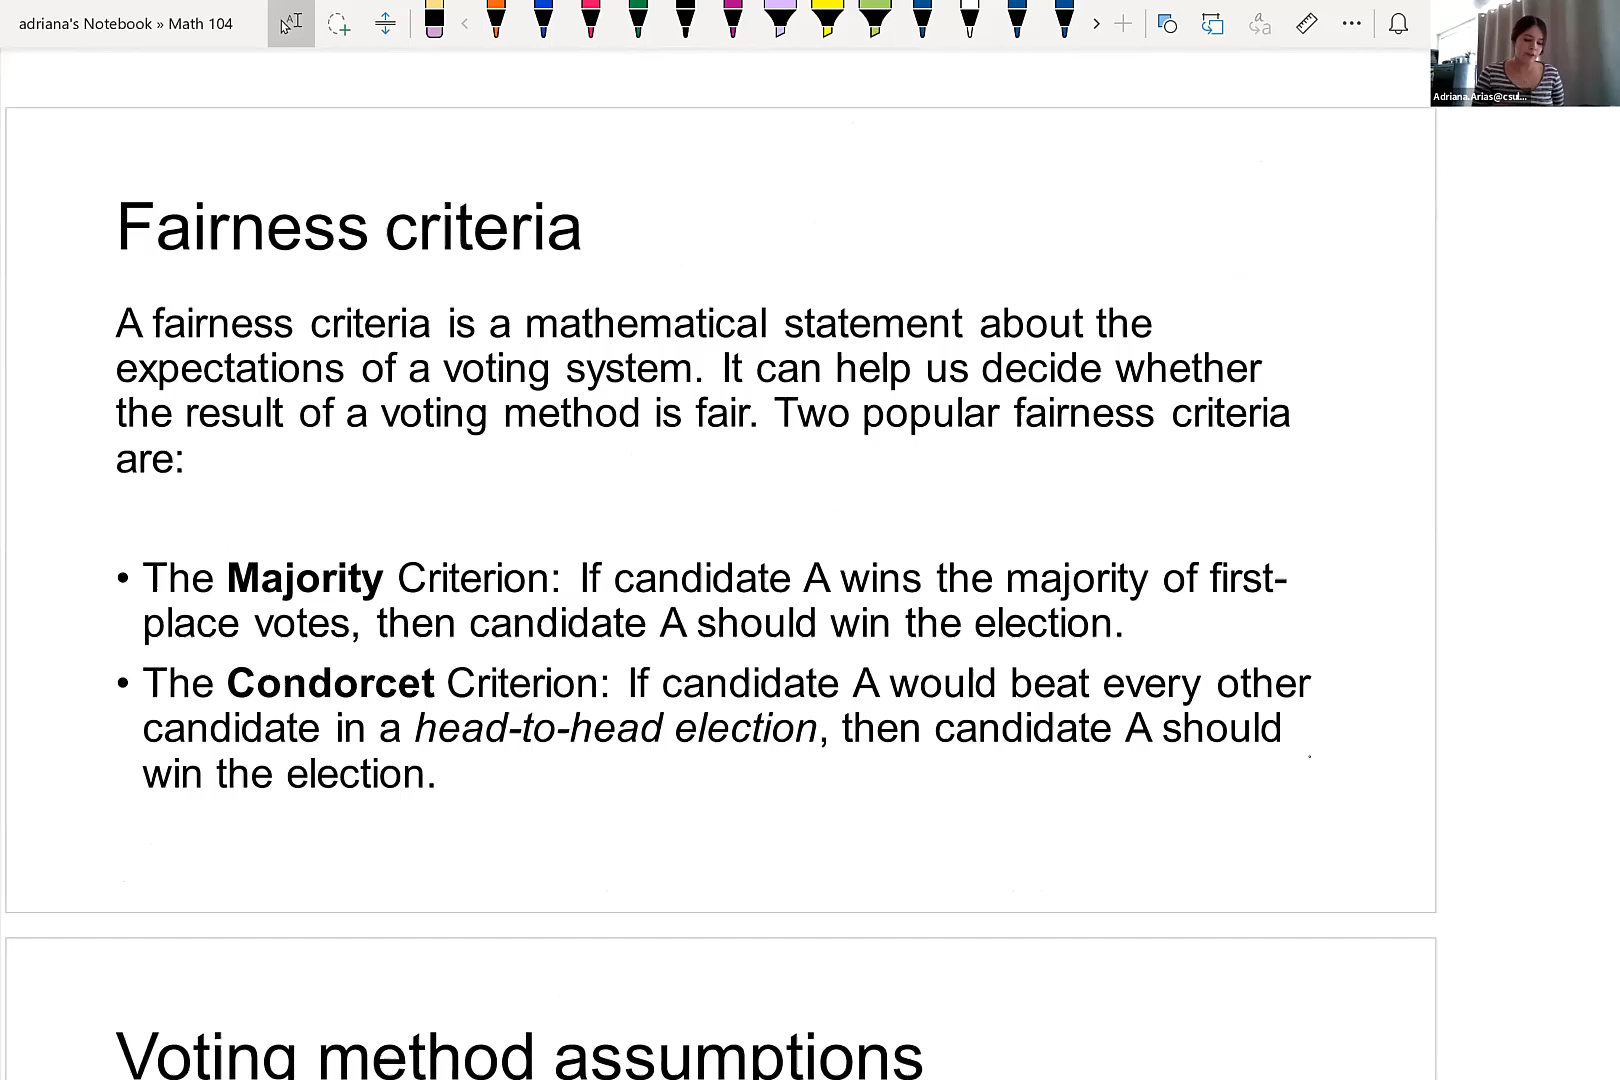 adriana's Notebook » Math 104
Adriana.Arias@csul...
Fairness criteria
A fairness criteria is a mathematical statement about the
expectations of a voting system. It can help us decide whether
the result of a voting method is fair. Two popular fairness criteria
are:
• The Majority Criterion: If candidate A wins the majority of first-
place votes, then candidate A should win the election.
• The Condorcet Criterion: If candidate A would beat every other
candidate in a head-to-head election, then candidate A should
win the election.
Voting method assumptions